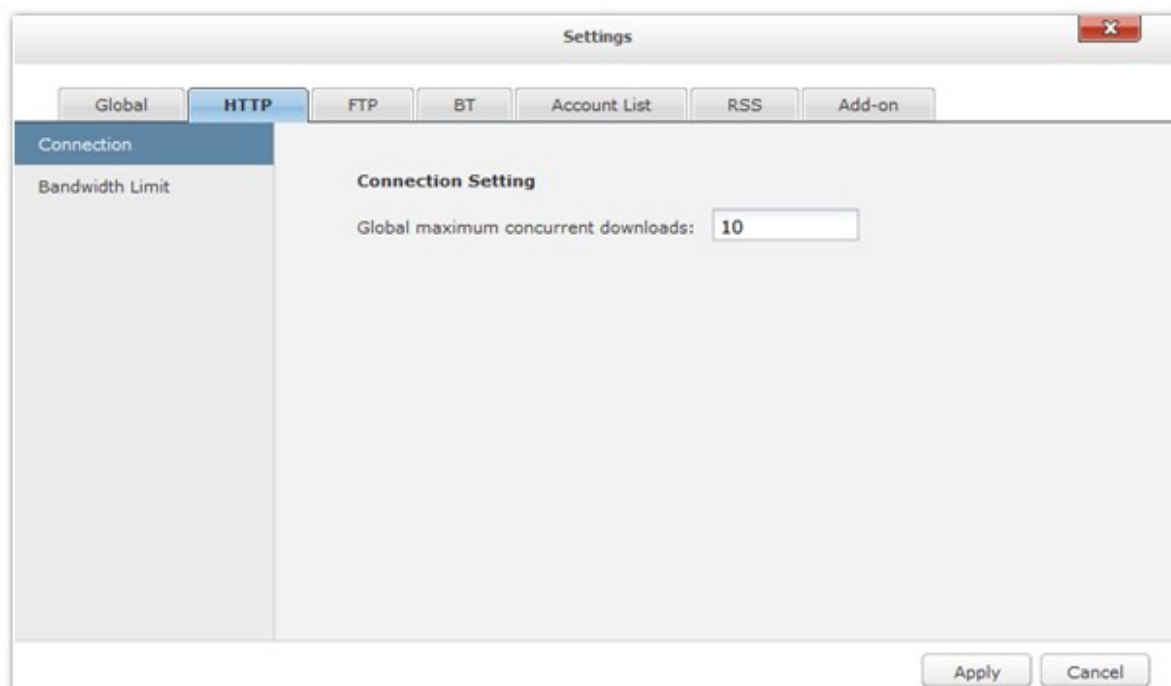 Settings
x
Global HTTP FTP BT Account List RSS Add-on
Connection
Bandwidth Limit
Connection Setting
Global maximum concurrent downloads: 10
Apply Cancel